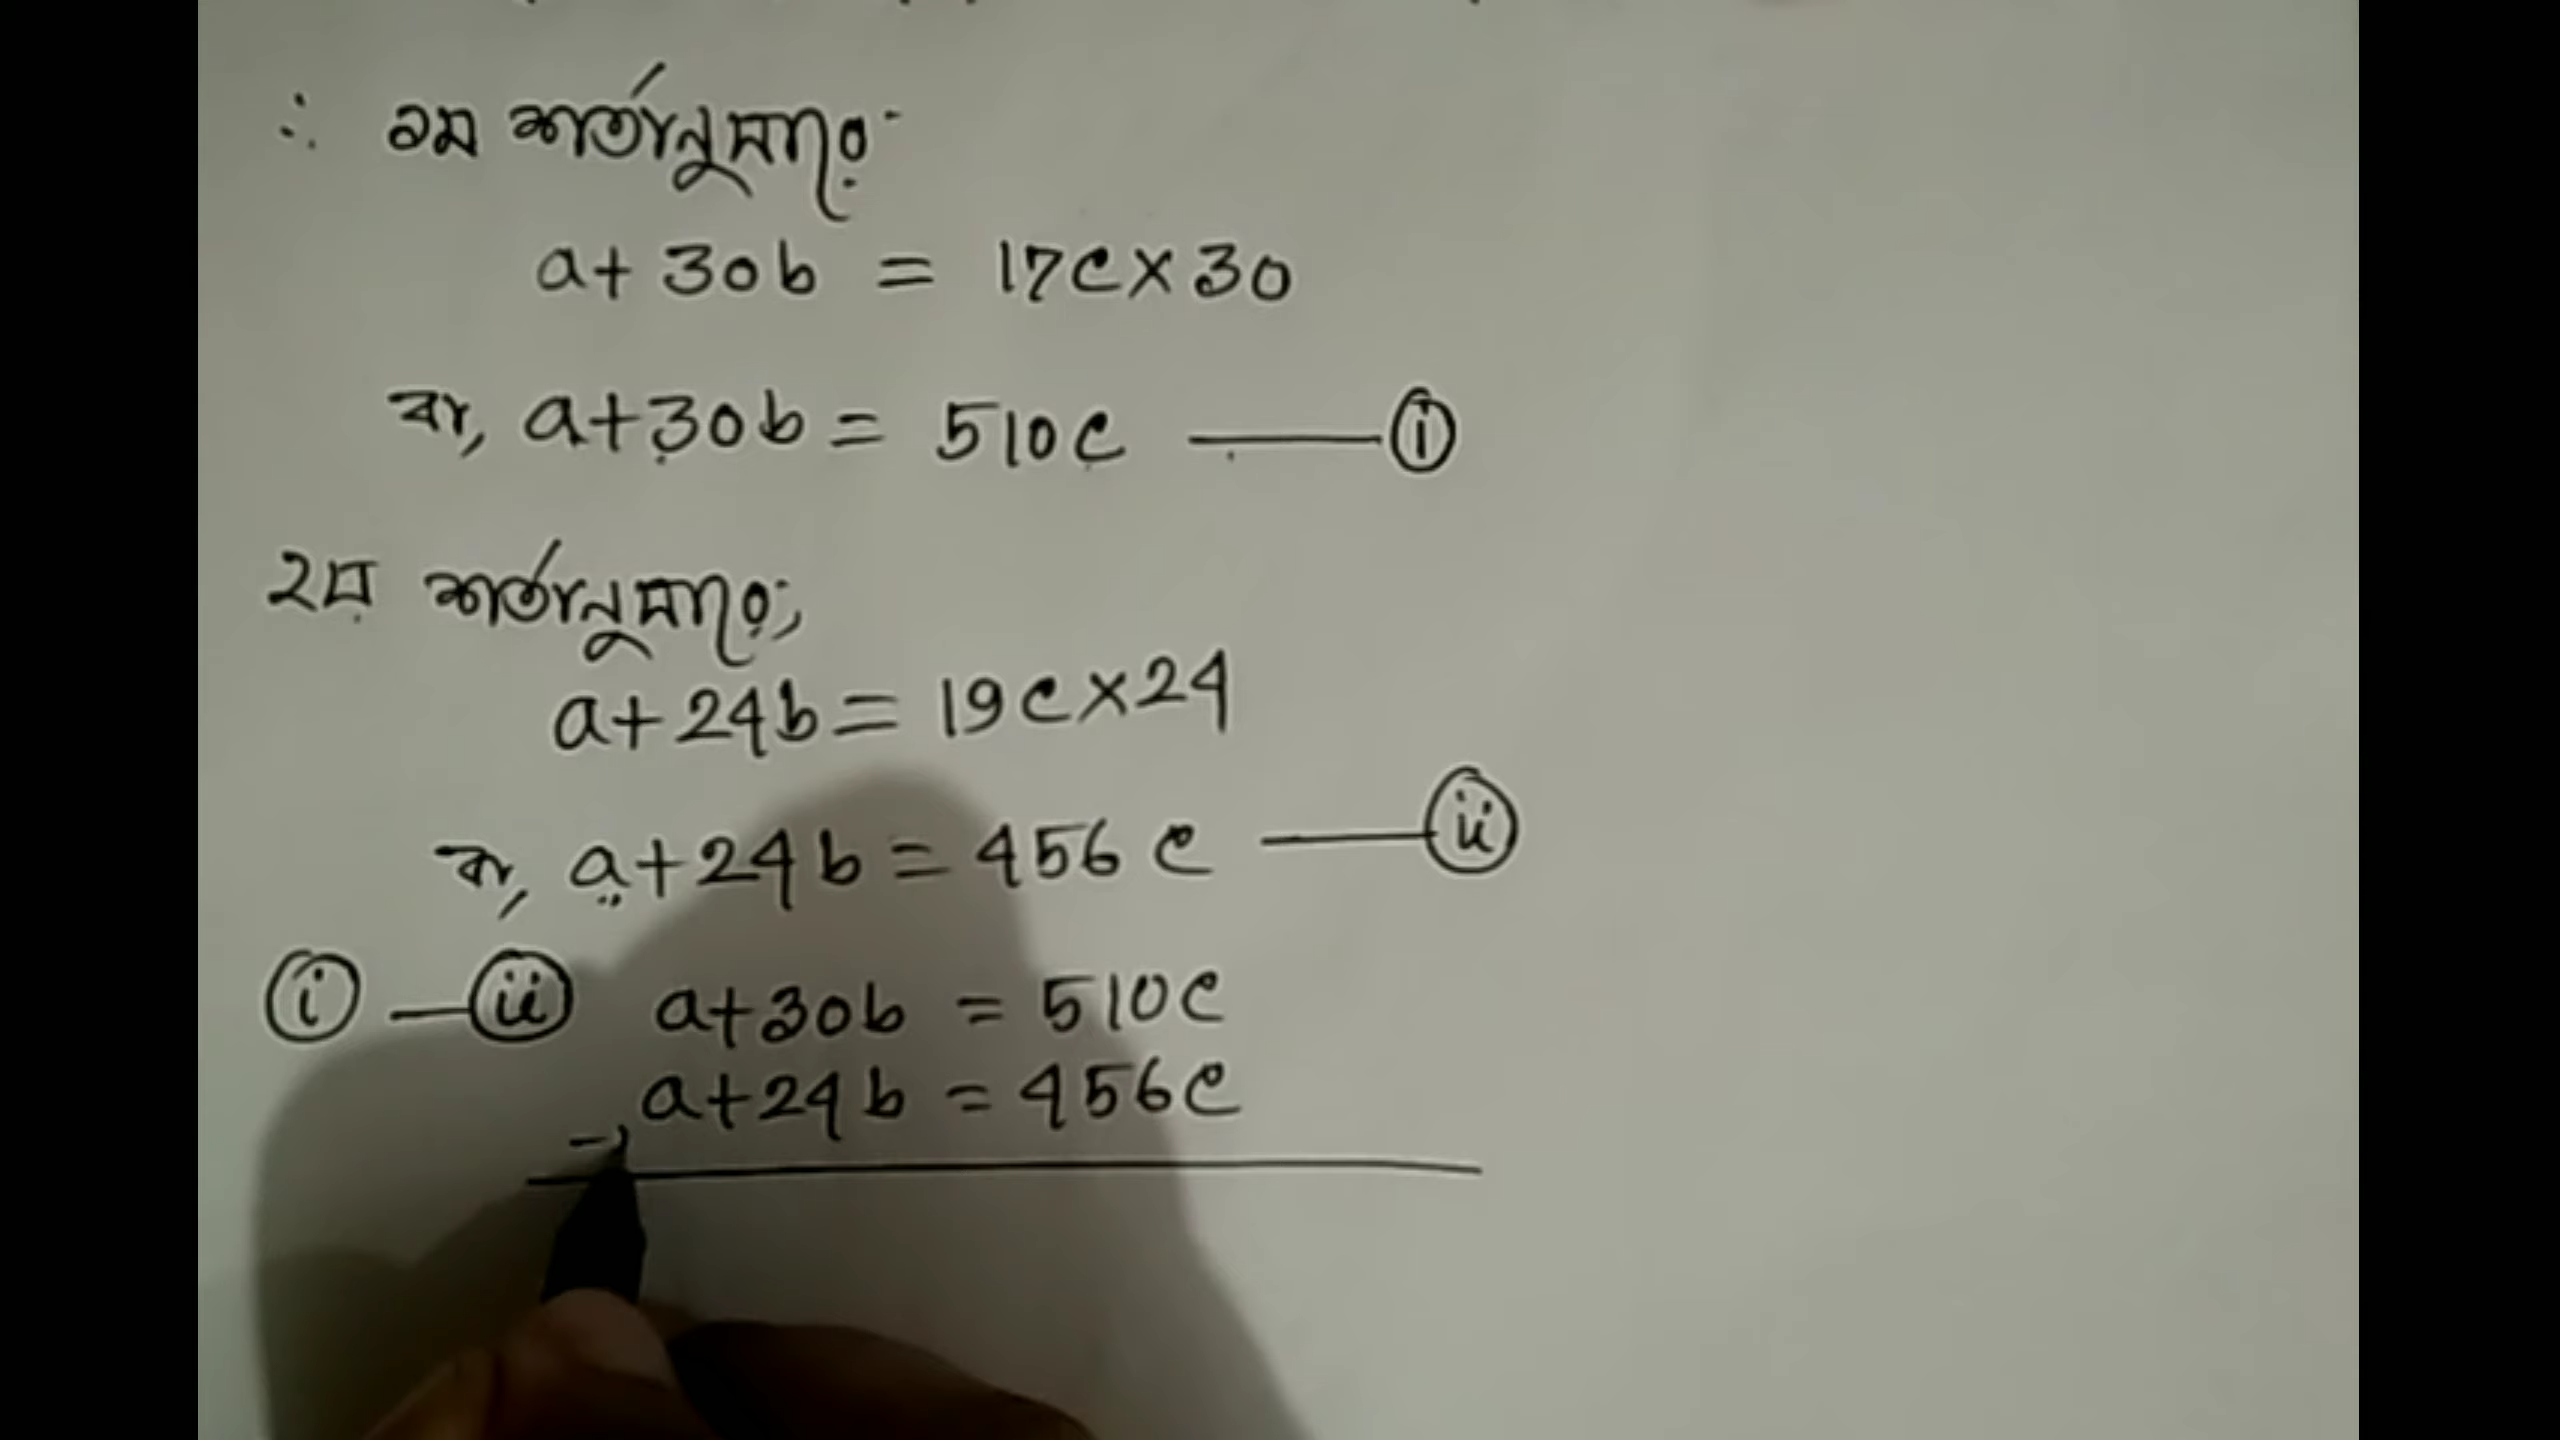 ∴ ১ম শর্তানুসারে
a+30b = 17c×30
বা, a+30b = 510c —— (i)
২য় শর্তানুসারে,
a+24b = 19c×24
বা, a+24b = 456c —— (ii)
(i) — (ii) a+30b = 510c
a+24b = 456c